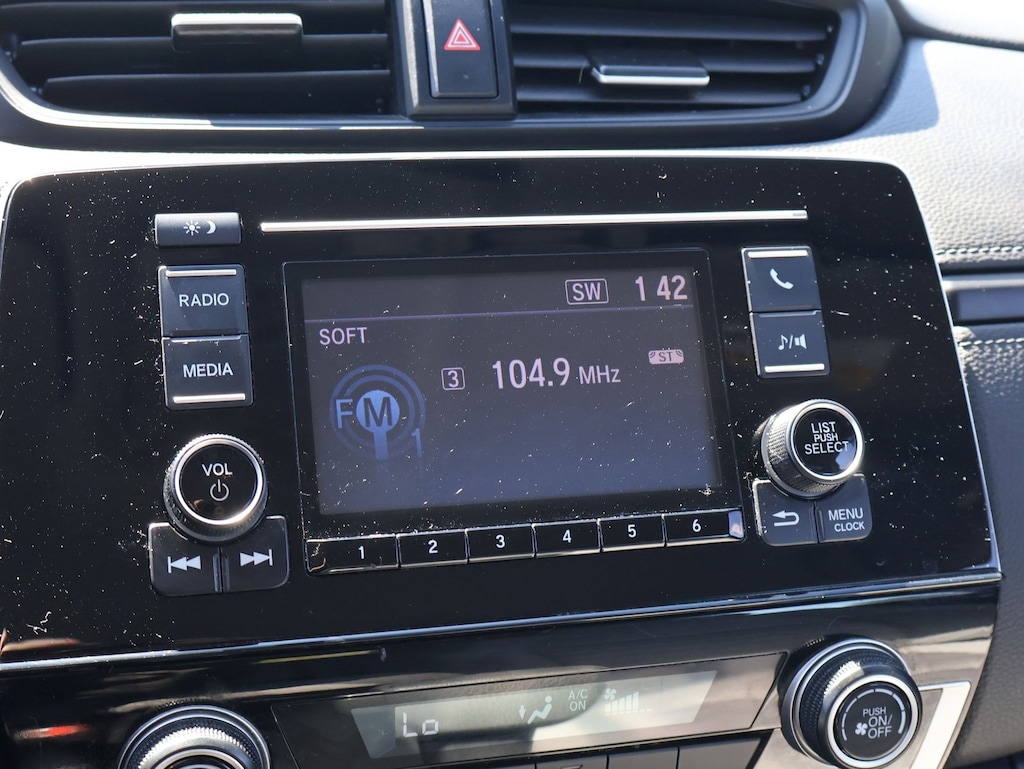 RADIO
MEDIA
VOL
SW 1 42
SOFT
3 104.9 MHz ST
FM
1
1 2 3 4 5 6
LIST
PUSH
SELECT
MENU
CLOCK
Lo
A/C
ON
PUSH
ON/
OFF